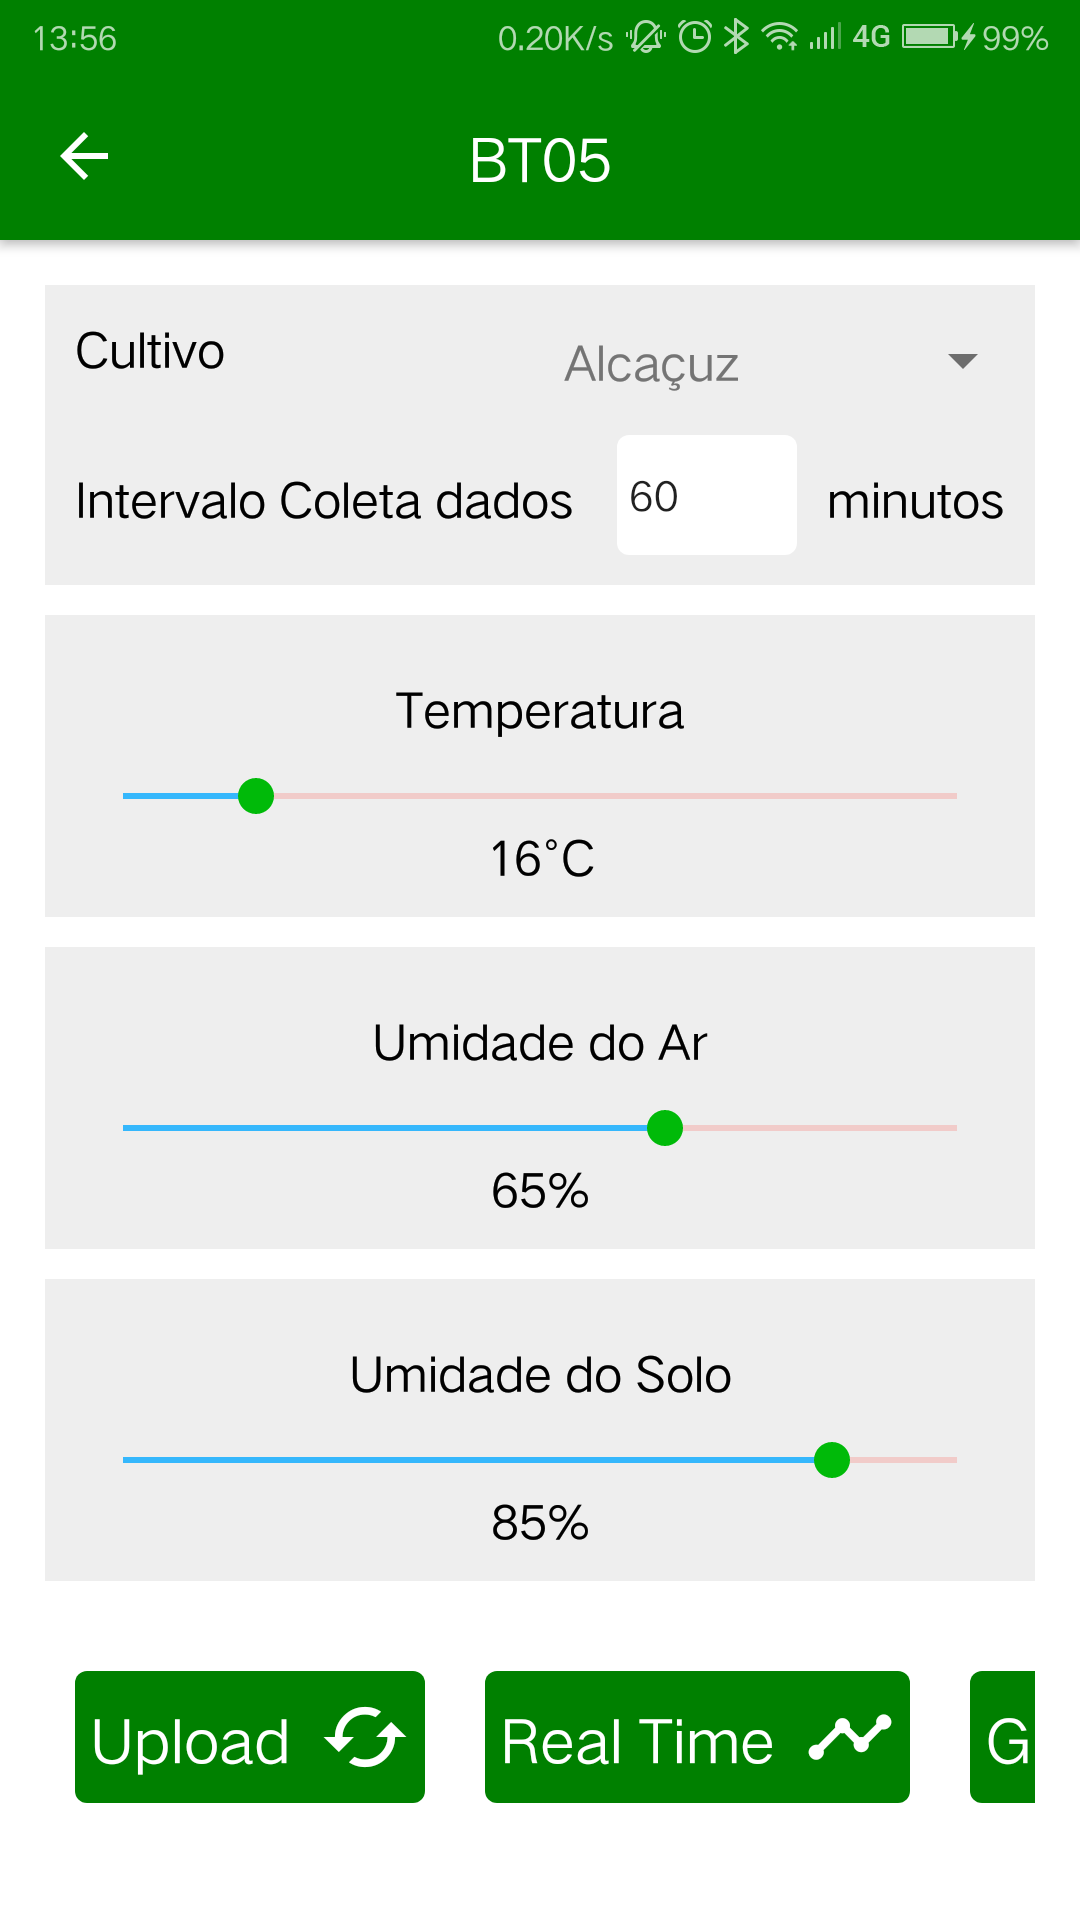 13:56 0.20K/s 4G 99%
BT05
Cultivo Alcaçuz
Intervalo Coleta dados 60 minutos
Temperatura
16°C
Umidade do Ar
65%
Umidade do Solo
85%
Upload Real Time G